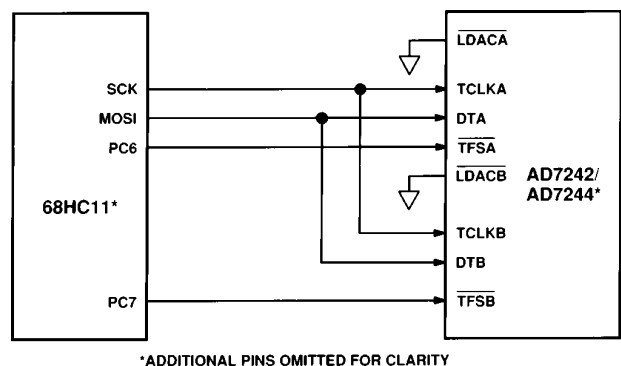 LDACA
SCK
TCLKA
MOSI
DTA
PC6
TFSA
LDACB
AD7242/
AD7244*
68HC11*
TCLKB
DTB
PC7
TFSB
*ADDITIONAL PINS OMITTED FOR CLARITY